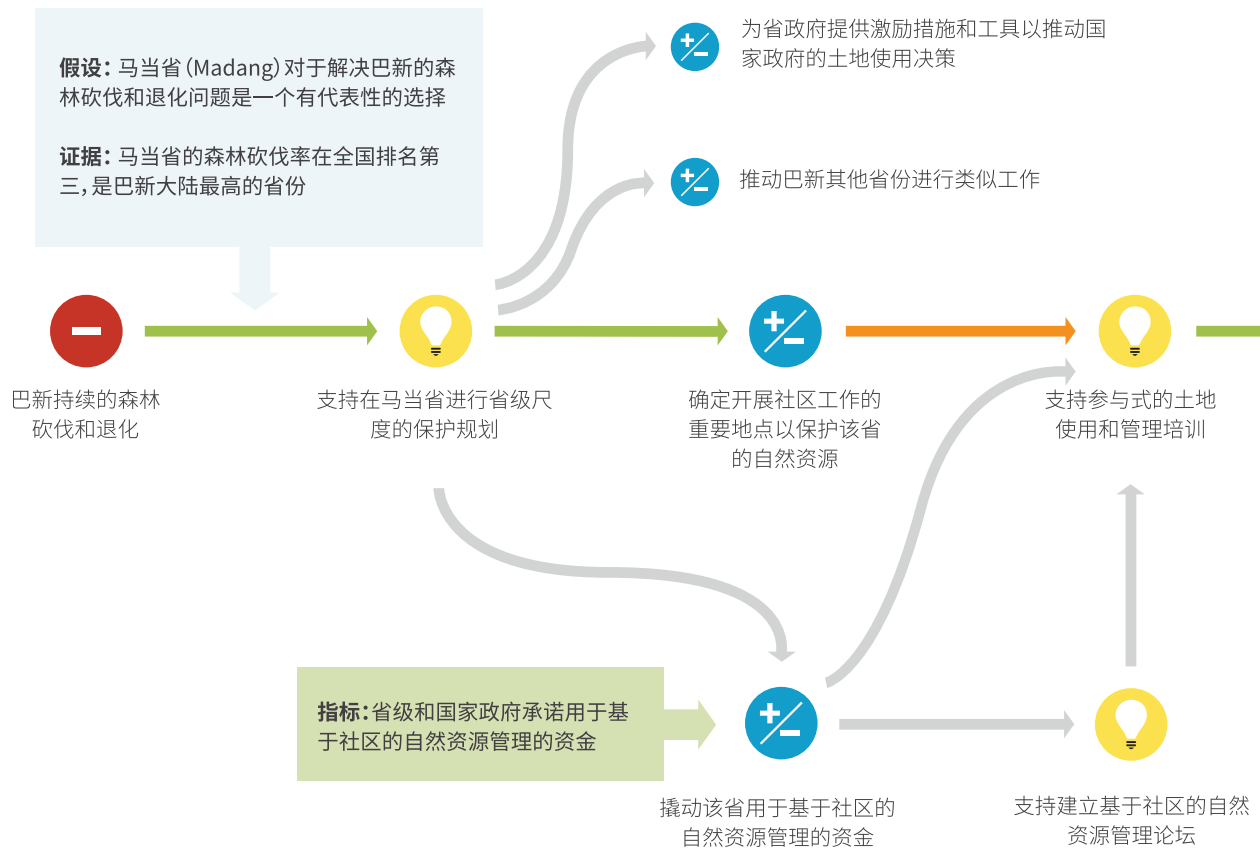 为省政府提供激励措施和工具以推动国
家政府的土地使用决策
假设：马当省（Madang）对于解决巴新的森
林砍伐和退化问题是一个有代表性的选择
证据：马当省的森林砍伐率在全国排名第
三，是巴新大陆最高的省份
推动巴新其他省份进行类似工作
巴新持续的森林
砍伐和退化
支持在马当省进行省级尺
度的保护规划
确定开展社区工作的
重要地点以保护该省
的自然资源
支持参与式的土地
使用和管理培训
指标：省级和国家政府承诺用于基
于社区的自然资源管理的资金
撬动该省用于基于社区的
自然资源管理的资金
支持建立基于社区的自然
资源管理论坛